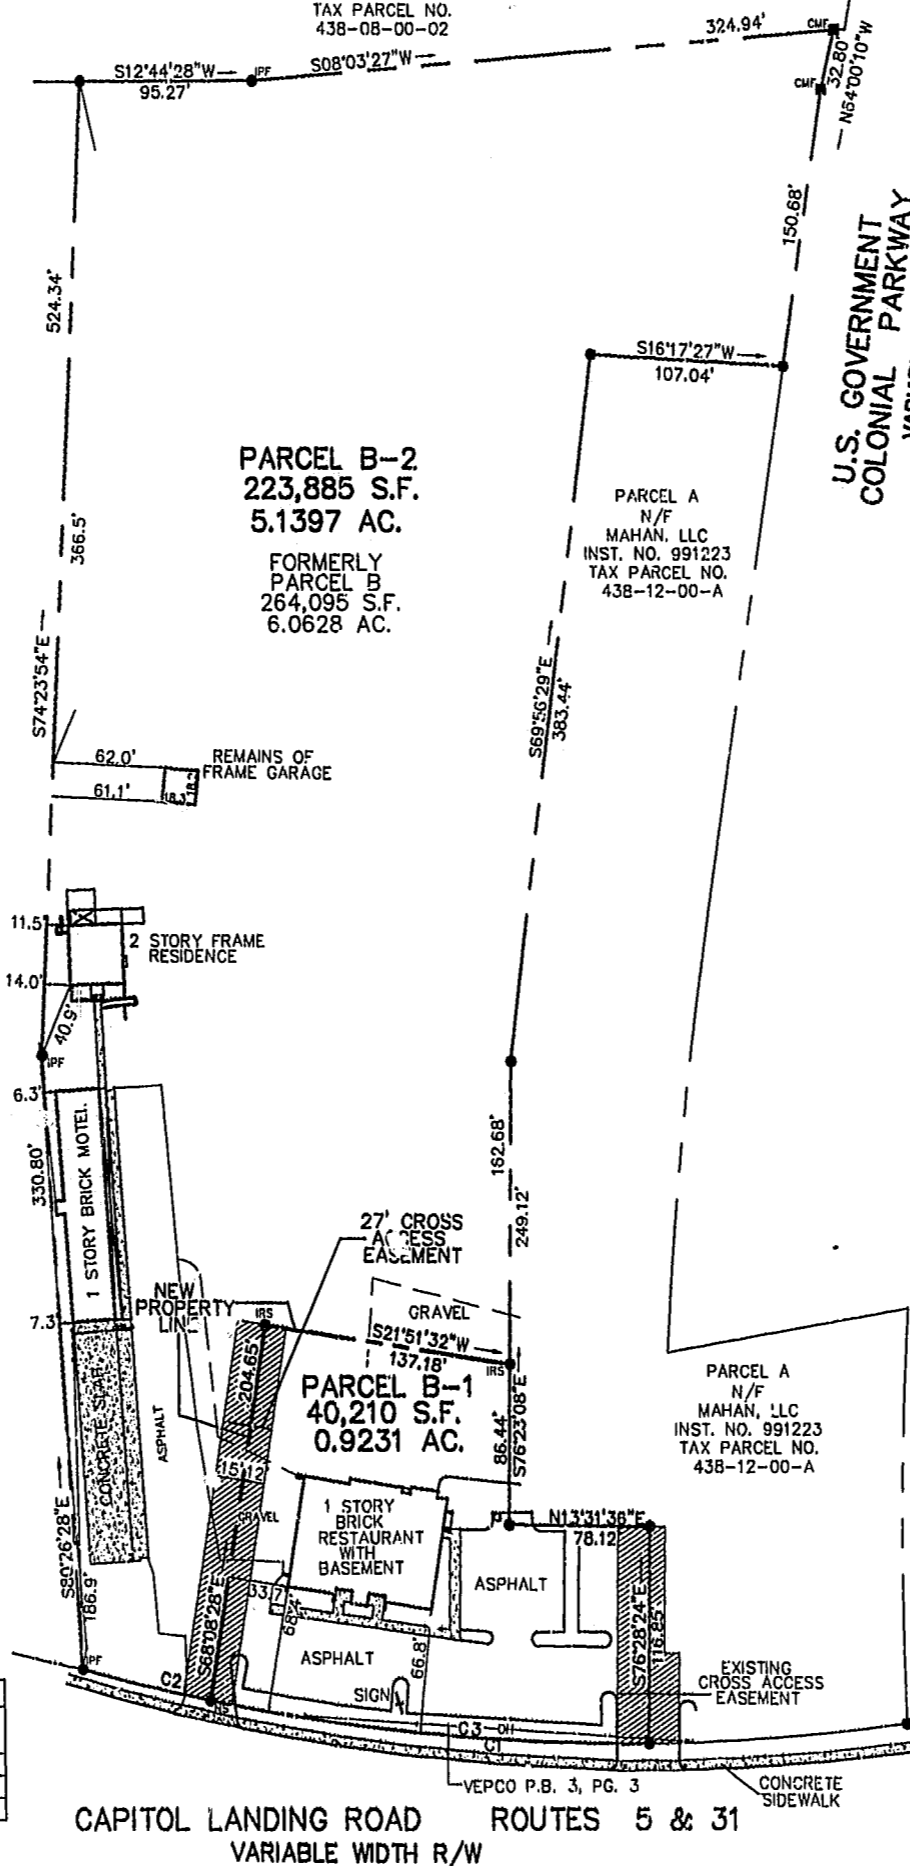 TAX PARCEL NO.
438-08-00-02
324.94'
CMF
32.80'
N64°00'10"W
CMF
S12°44'28"W
95.27'
IPF
S08°03'27"W
150.68'
U.S. GOVERNMENT
COLONIAL PARKWAY
524.34'
S16°17'27"W
107.04'
PARCEL B-2
223,885 S.F.
5.1397 AC.
FORMERLY
PARCEL B
264,095 S.F.
6.0628 AC.
PARCEL A
N/F
MAHAN, LLC
INST. NO. 991223
TAX PARCEL NO.
438-12-00-A
366.5'
S74°23'54"E
S69°56'29"E
383.44'
62.0'
REMAINS OF
FRAME GARAGE
61.1'
18.3'
18.2'
11.5'
2 STORY FRAME
RESIDENCE
14.0'
40.9'
IPF
6.3'
1 STORY BRICK MOTEL
330.80'
162.68'
249.12'
27' CROSS
ACCESS
EASEMENT
NEW
PROPERTY
LINE
IRS
GRAVEL
7.3'
S21°51'32"W
137.18'
IRS
204.65'
PARCEL B-1
40,210 S.F.
0.9231 AC.
86.44'
S76°23'08"E
PARCEL A
N/F
MAHAN, LLC
INST. NO. 991223
TAX PARCEL NO.
438-12-00-A
CONCRETE SLAB
ASPHALT
15'
12'
GRAVEL
1 STORY
BRICK
RESTAURANT
WITH
BASEMENT
N13°31'36"E
78.12'
ASPHALT
S80°26'28"E
186.9'
S68°08'28"E
33.7'
68.4'
S76°28'24"E
116.85'
ASPHALT
66.8'
IPF
C2
NS
SIGN
EXISTING
CROSS ACCESS
EASEMENT
C3
OH
C1
VEPCO P.B. 3, PG. 3
CONCRETE
SIDEWALK
CAPITOL LANDING ROAD ROUTES 5 & 31
VARIABLE WIDTH R/W